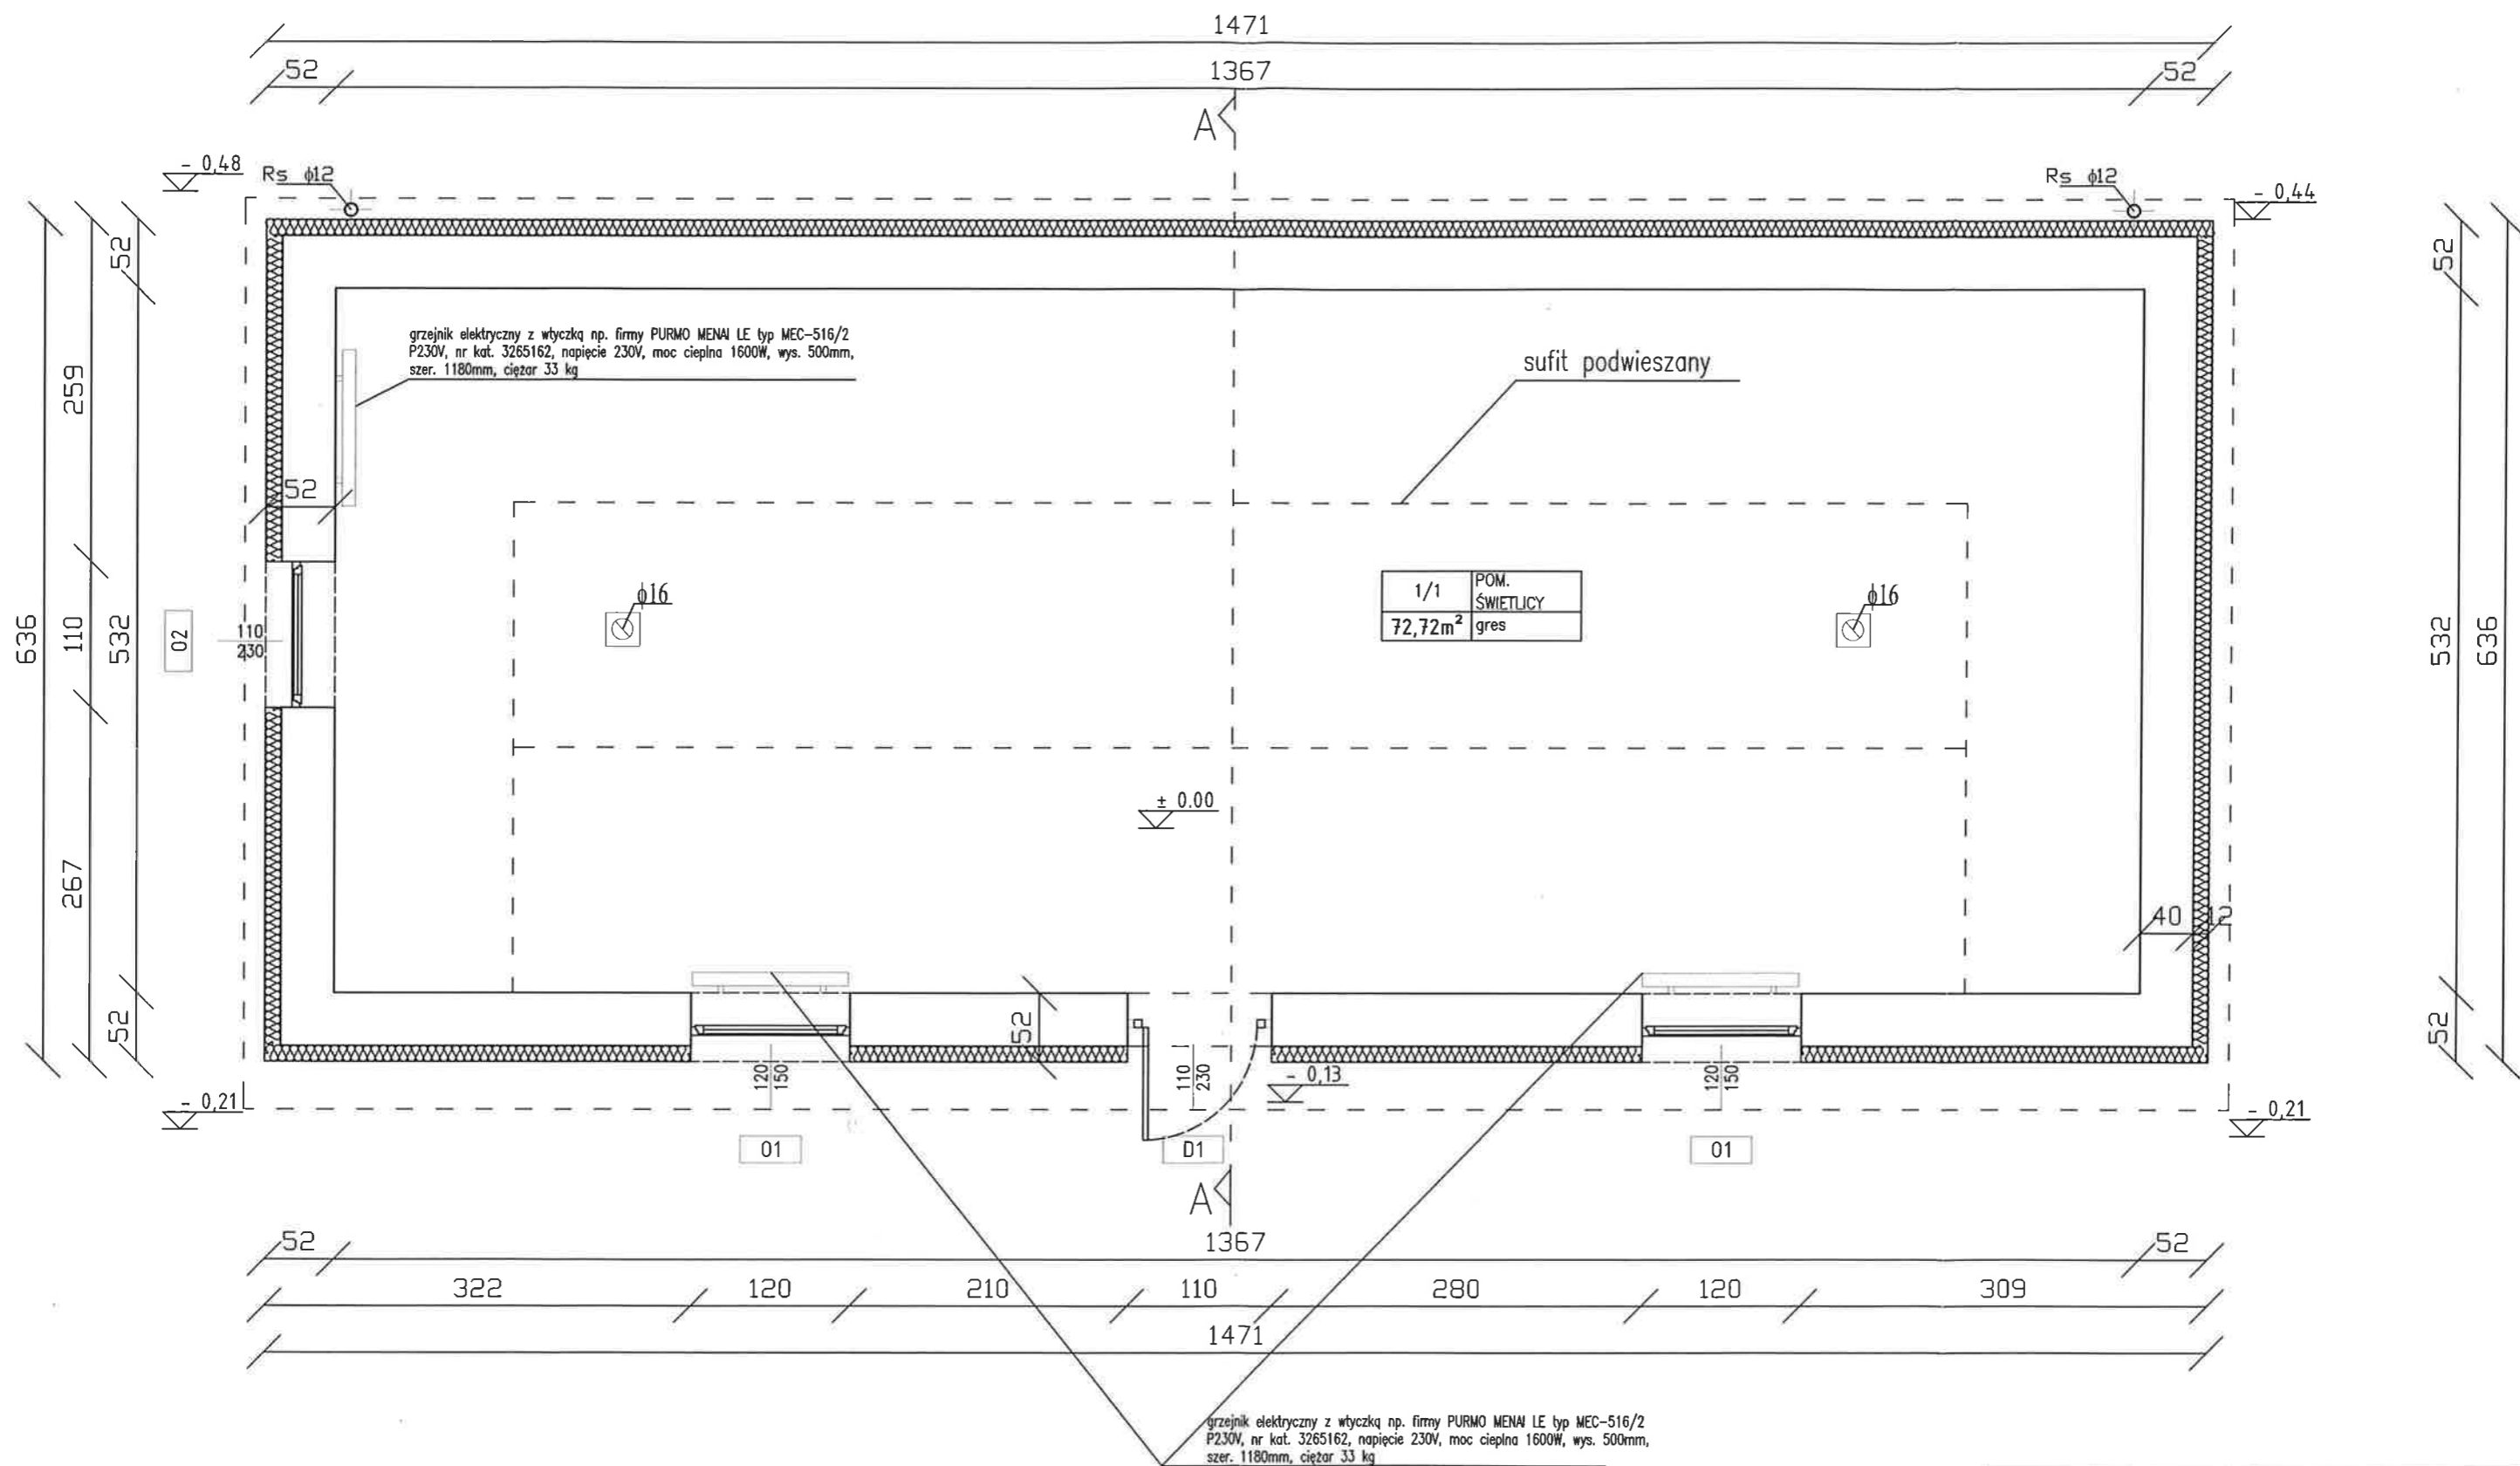 1471
52
1367
52
A
- 0,48
Rs ϕ12
Rs ϕ12
- 0,44
52
52
grzejnik elektryczny z wtyczką np. firmy PURMO MENAI LE typ MEC-516/2
P230V, nr kat. 3265162, napięcie 230V, moc cieplna 1600W, wys. 500mm,
szer. 1180mm, ciężar 33 kg
sufit podwieszany
259
52
ϕ16
1/1
POM.
ŚWIETLICY
72,72m²
gres
ϕ16
636
110
532
02
110
230
532
636
± 0.00
267
40
12
52
52
52
120
150
110
230
- 0,13
120
150
- 0,21
- 0,21
01
D1
01
A
52
1367
52
322
120
210
110
280
120
309
1471
grzejnik elektryczny z wtyczką np. firmy PURMO MENAI LE typ MEC-516/2
P230V, nr kat. 3265162, napięcie 230V, moc cieplna 1600W, wys. 500mm,
szer. 1180mm, ciężar 33 kg